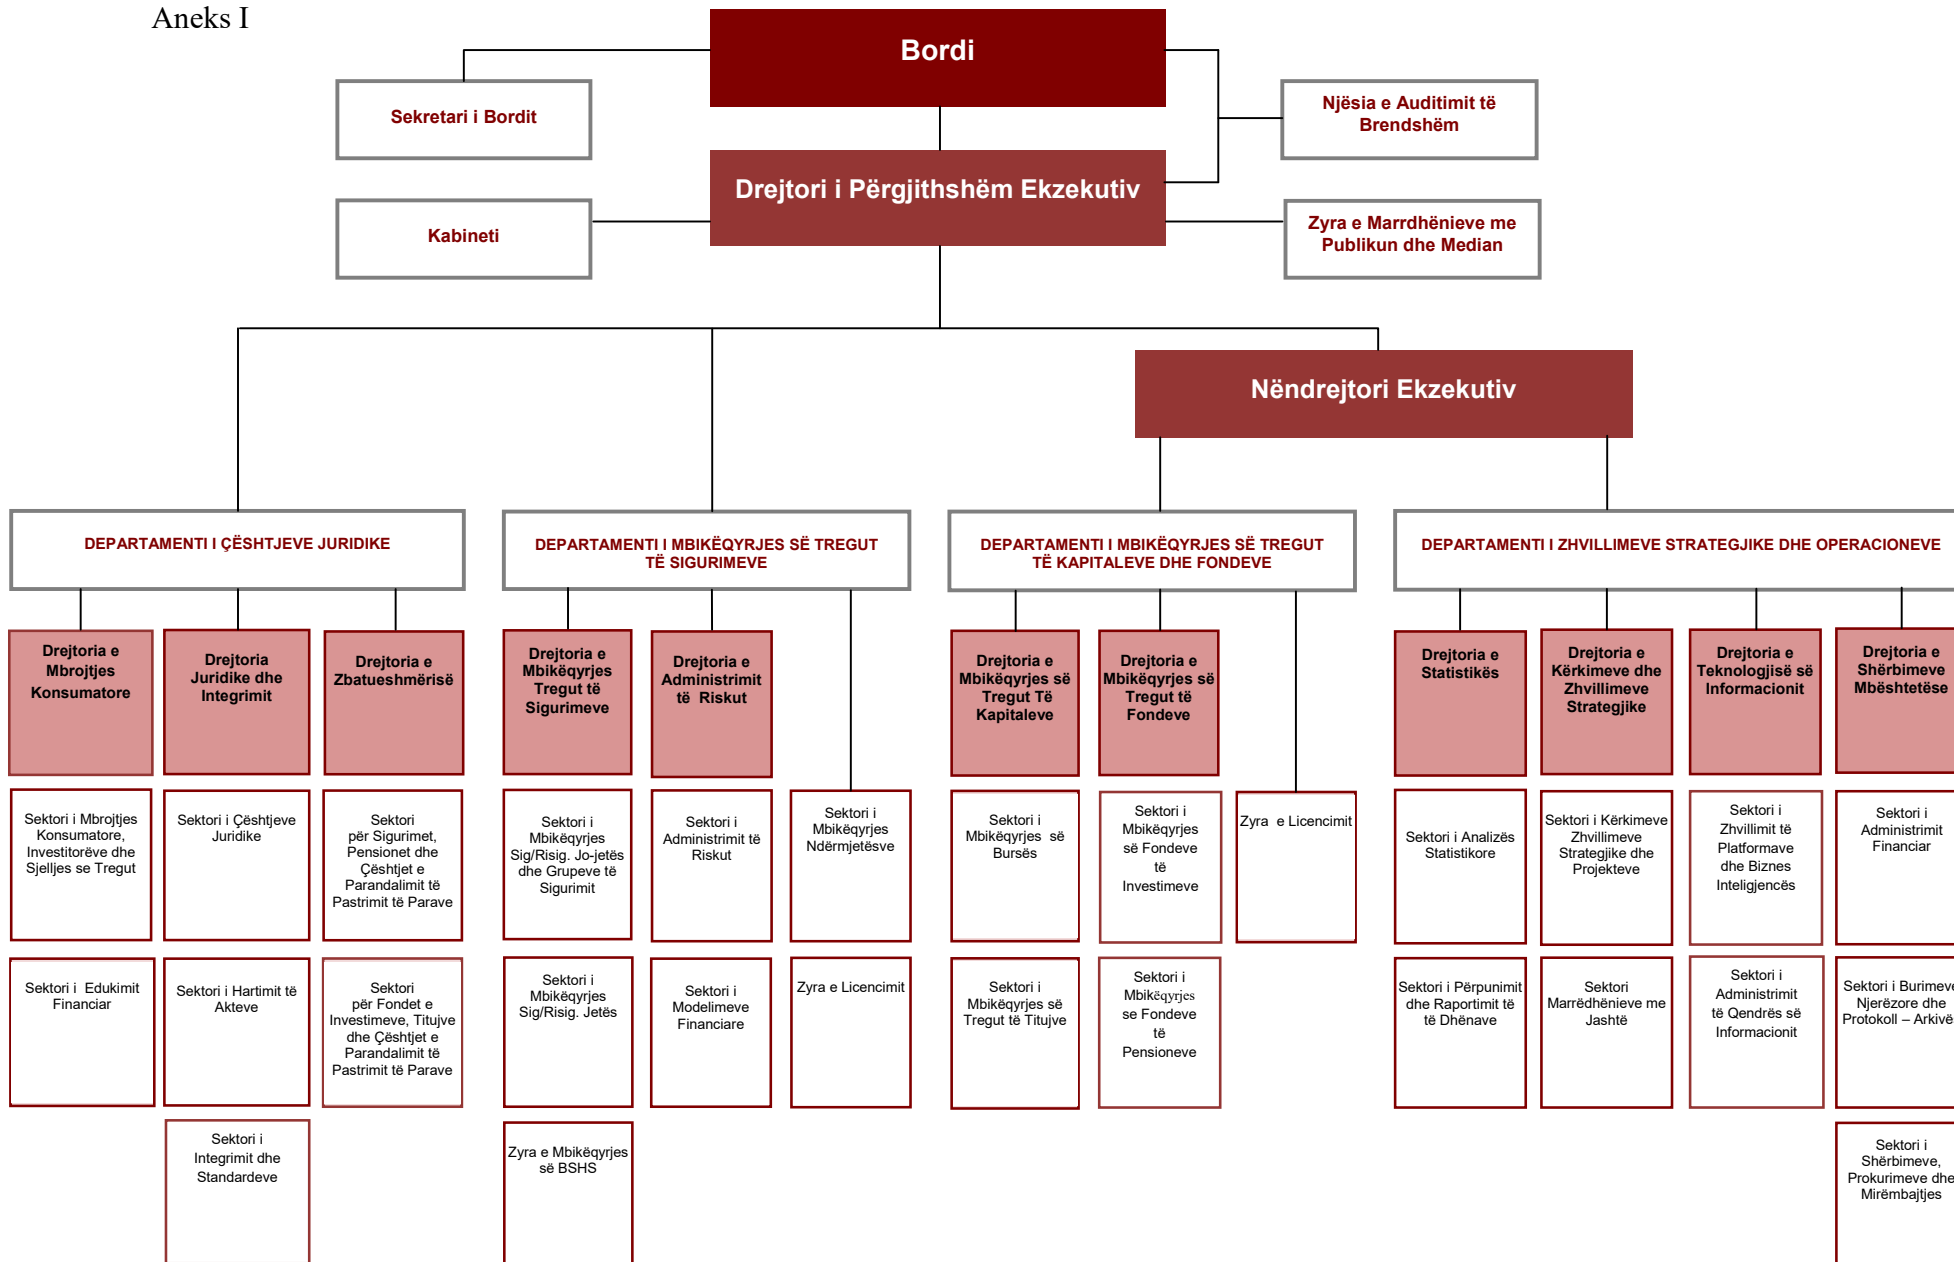 Aneks I
Bordi
Sekretari i Bordit
Njësia e Auditimit të
Brendshëm
Drejtori i Përgjithshëm Ekzekutiv
Kabineti
Zyra e Marrdhënieve me
Publikun dhe Median
Nëndrejtori Ekzekutiv
DEPARTAMENTI I ÇËSHTJEVE JURIDIKE
DEPARTAMENTI I MBIKËQYRJES SË TREGUT
TË SIGURIMEVE
DEPARTAMENTI I MBIKËQYRJES SË TREGUT
TË KAPITALEVE DHE FONDEVE
DEPARTAMENTI I ZHVILLIMEVE STRATEGJIKE DHE OPERACIONEVE
Drejtoria e
Mbrojtjes
Konsumatore
Drejtoria
Juridike dhe
Integrimit
Drejtoria e
Zbatueshmërisë
Drejtoria e
Mbikëqyrjes
Tregut të
Sigurimeve
Drejtoria e
Administrimit
të Riskut
Drejtoria e
Mbikëqyrjes së
Tregut Të
Kapitaleve
Drejtoria e
Mbikëqyrjes së
Tregut të
Fondeve
Drejtoria e
Statistikës
Drejtoria e
Kërkimeve dhe
Zhvillimeve
Strategjike
Drejtoria e
Teknologjisë së
Informacionit
Drejtoria e
Shërbimeve
Mbështetëse
Sektori i Mbrojtjes
Konsumatore,
Investitorëve dhe
Sjelljes se Tregut
Sektori i Çështjeve
Juridike
Sektori
për Sigurimet,
Pensionet dhe
Çështjet e
Parandalimit të
Pastrimit të Parave
Sektori i
Mbikëqyrjes
Sig/Risig. Jo-jetës
dhe Grupeve të
Sigurimit
Sektori i
Administrimit të
Riskut
Sektori i
Mbikëqyrjes
Ndërmjetësve
Sektori i
Mbikëqyrjes së
Bursës
Sektori i
Mbikëqyrjes
së Fondeve
të
Investimeve
Zyra e Licencimit
Sektori i Analizës
Statistikore
Sektori i Kërkimeve
Zhvillimeve
Strategjike dhe
Projekteve
Sektori i
Zhvillimit të
Platformave
dhe Biznes
Inteligjencës
Sektori i
Administrimit
Financiar
Sektori i Edukimit
Financiar
Sektori i Hartimit të
Akteve
Sektori
për Fondet e
Investimeve, Titujve
dhe Çështjet e
Parandalimit të
Pastrimit të Parave
Sektori i
Mbikëqyrjes
Sig/Risig. Jetës
Sektori i
Modelimeve
Financiare
Zyra e Licencimit
Sektori i
Mbikëqyrjes së
Tregut të Titujve
Sektori i
Mbikëqyrjes
se Fondeve
të
Pensioneve
Sektori i Përpunimit
dhe Raportimit të
të Dhënave
Sektori
Marrëdhënieve me
Jashtë
Sektori i
Administrimit
të Qendrës së
Informacionit
Sektori i Burimeve
Njerëzore dhe
Protokoll – Arkivës
Sektori i
Integrimit dhe
Standardeve
Zyra e Mbikëqyrjes
së BSHS
Sektori i
Shërbimeve,
Prokurimeve dhe
Mirëmbajtjes